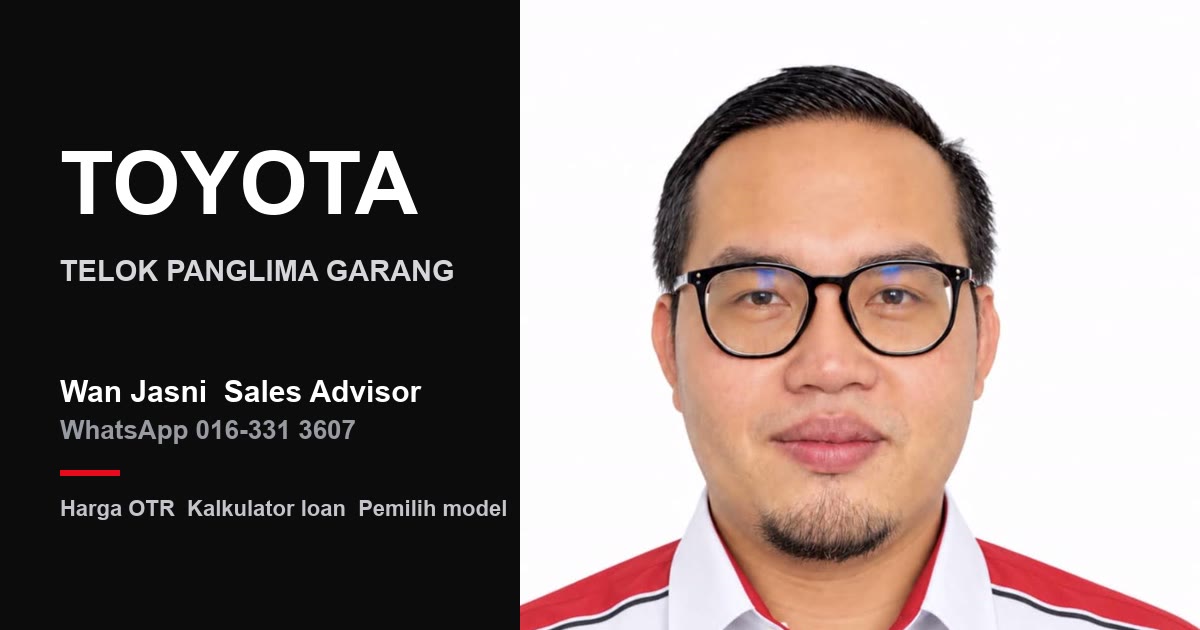 TOYOTA
TELOK PANGLIMA GARANG
Wan Jasni  Sales Advisor
WhatsApp 016-331 3607
Harga OTR  Kalkulator loan  Pemilih model